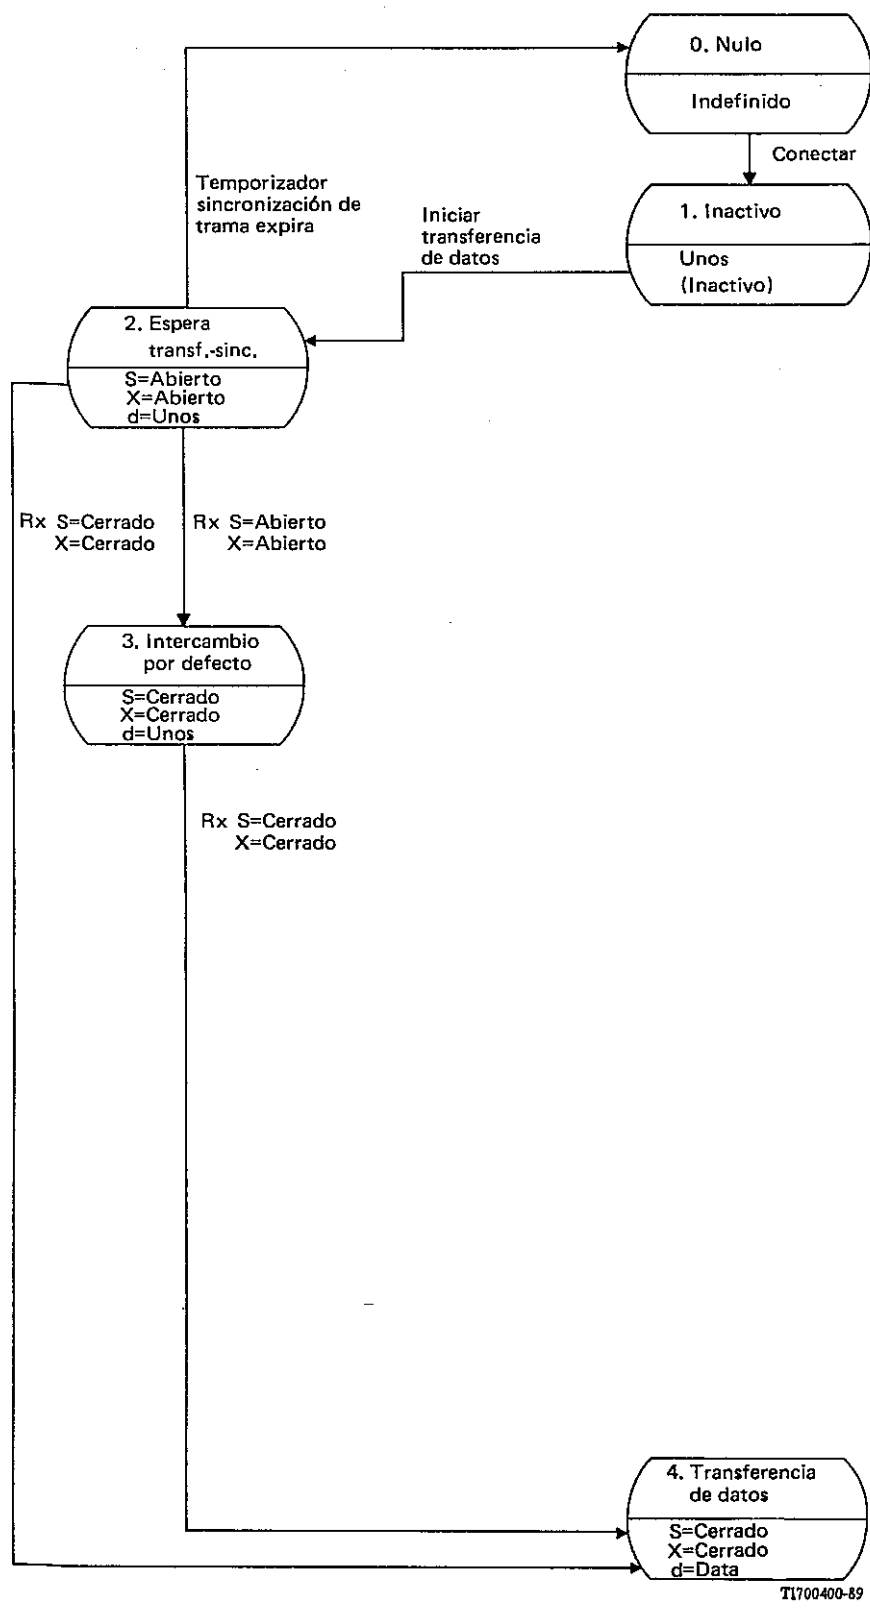 0. Nulo
Indefinido
Conectar
Temporizador
sincronización de
trama expira
Iniciar
transferencia
de datos
1. Inactivo
Unos
(Inactivo)
2. Espera
transf.-sinc.
S=Abierto
X=Abierto
d=Unos
Rx S=Cerrado
X=Cerrado
Rx S=Abierto
X=Abierto
3. Intercambio
por defecto
S=Cerrado
X=Cerrado
d=Unos
Rx S=Cerrado
X=Cerrado
4. Transferencia
de datos
S=Cerrado
X=Cerrado
d=Data
T1700400-89